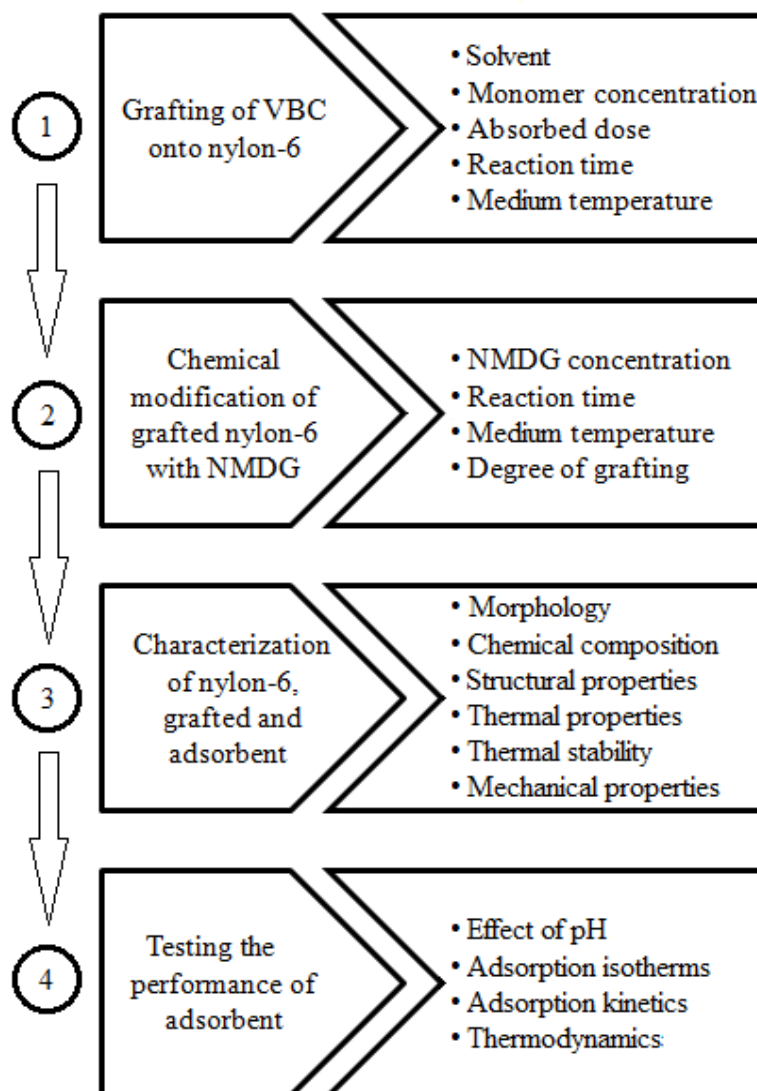 1
Grafting of VBC
onto nylon-6
• Solvent
• Monomer concentration
• Absorbed dose
• Reaction time
• Medium temperature
2
Chemical
modification of
grafted nylon-6
with NMDG
• NMDG concentration
• Reaction time
• Medium temperature
• Degree of grafting
3
Characterization
of nylon-6,
grafted and
adsorbent
• Morphology
• Chemical composition
• Structural properties
• Thermal properties
• Thermal stability
• Mechanical properties
4
Testing the
performance of
adsorbent
• Effect of pH
• Adsorption isotherms
• Adsorption kinetics
• Thermodynamics